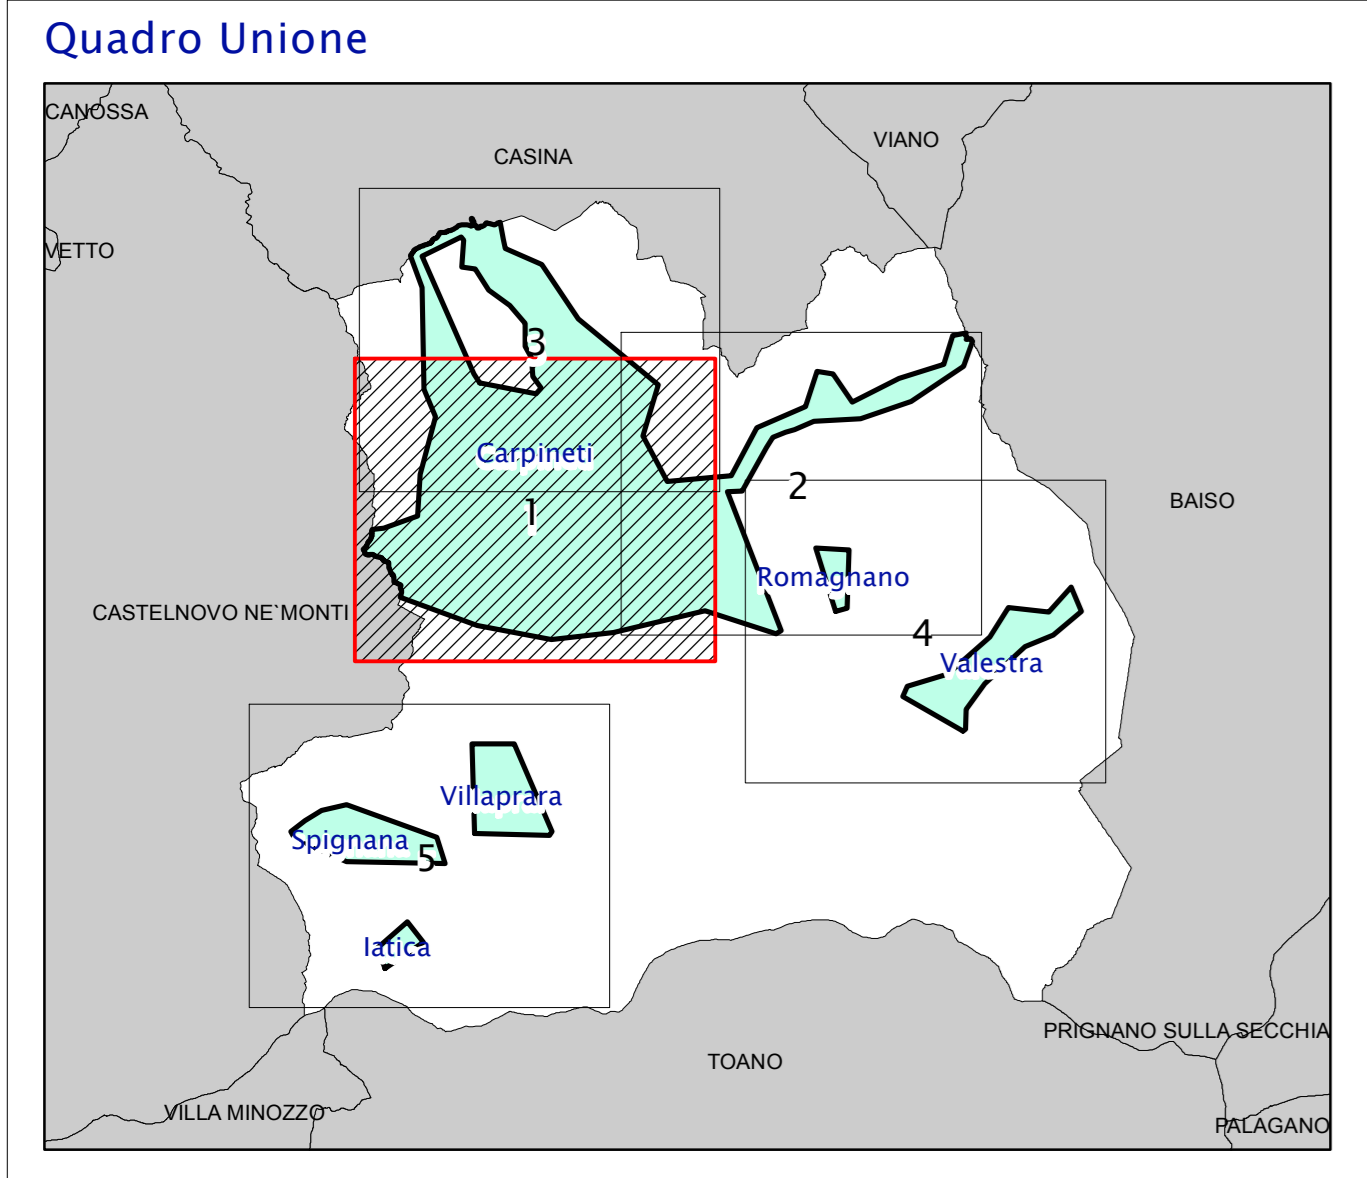 Quadro Unione
CANOSSA
VIANO
CASINA
VETTO
3
Carpineti
2
1
BAISO
Romagnano
CASTELNOVO NE`MONTI
4
Valestra
Villaprara
Spignana
5
Iatica
PRIGNANO SULLA SECCHIA
TOANO
VILLA MINOZZO
PALAGANO